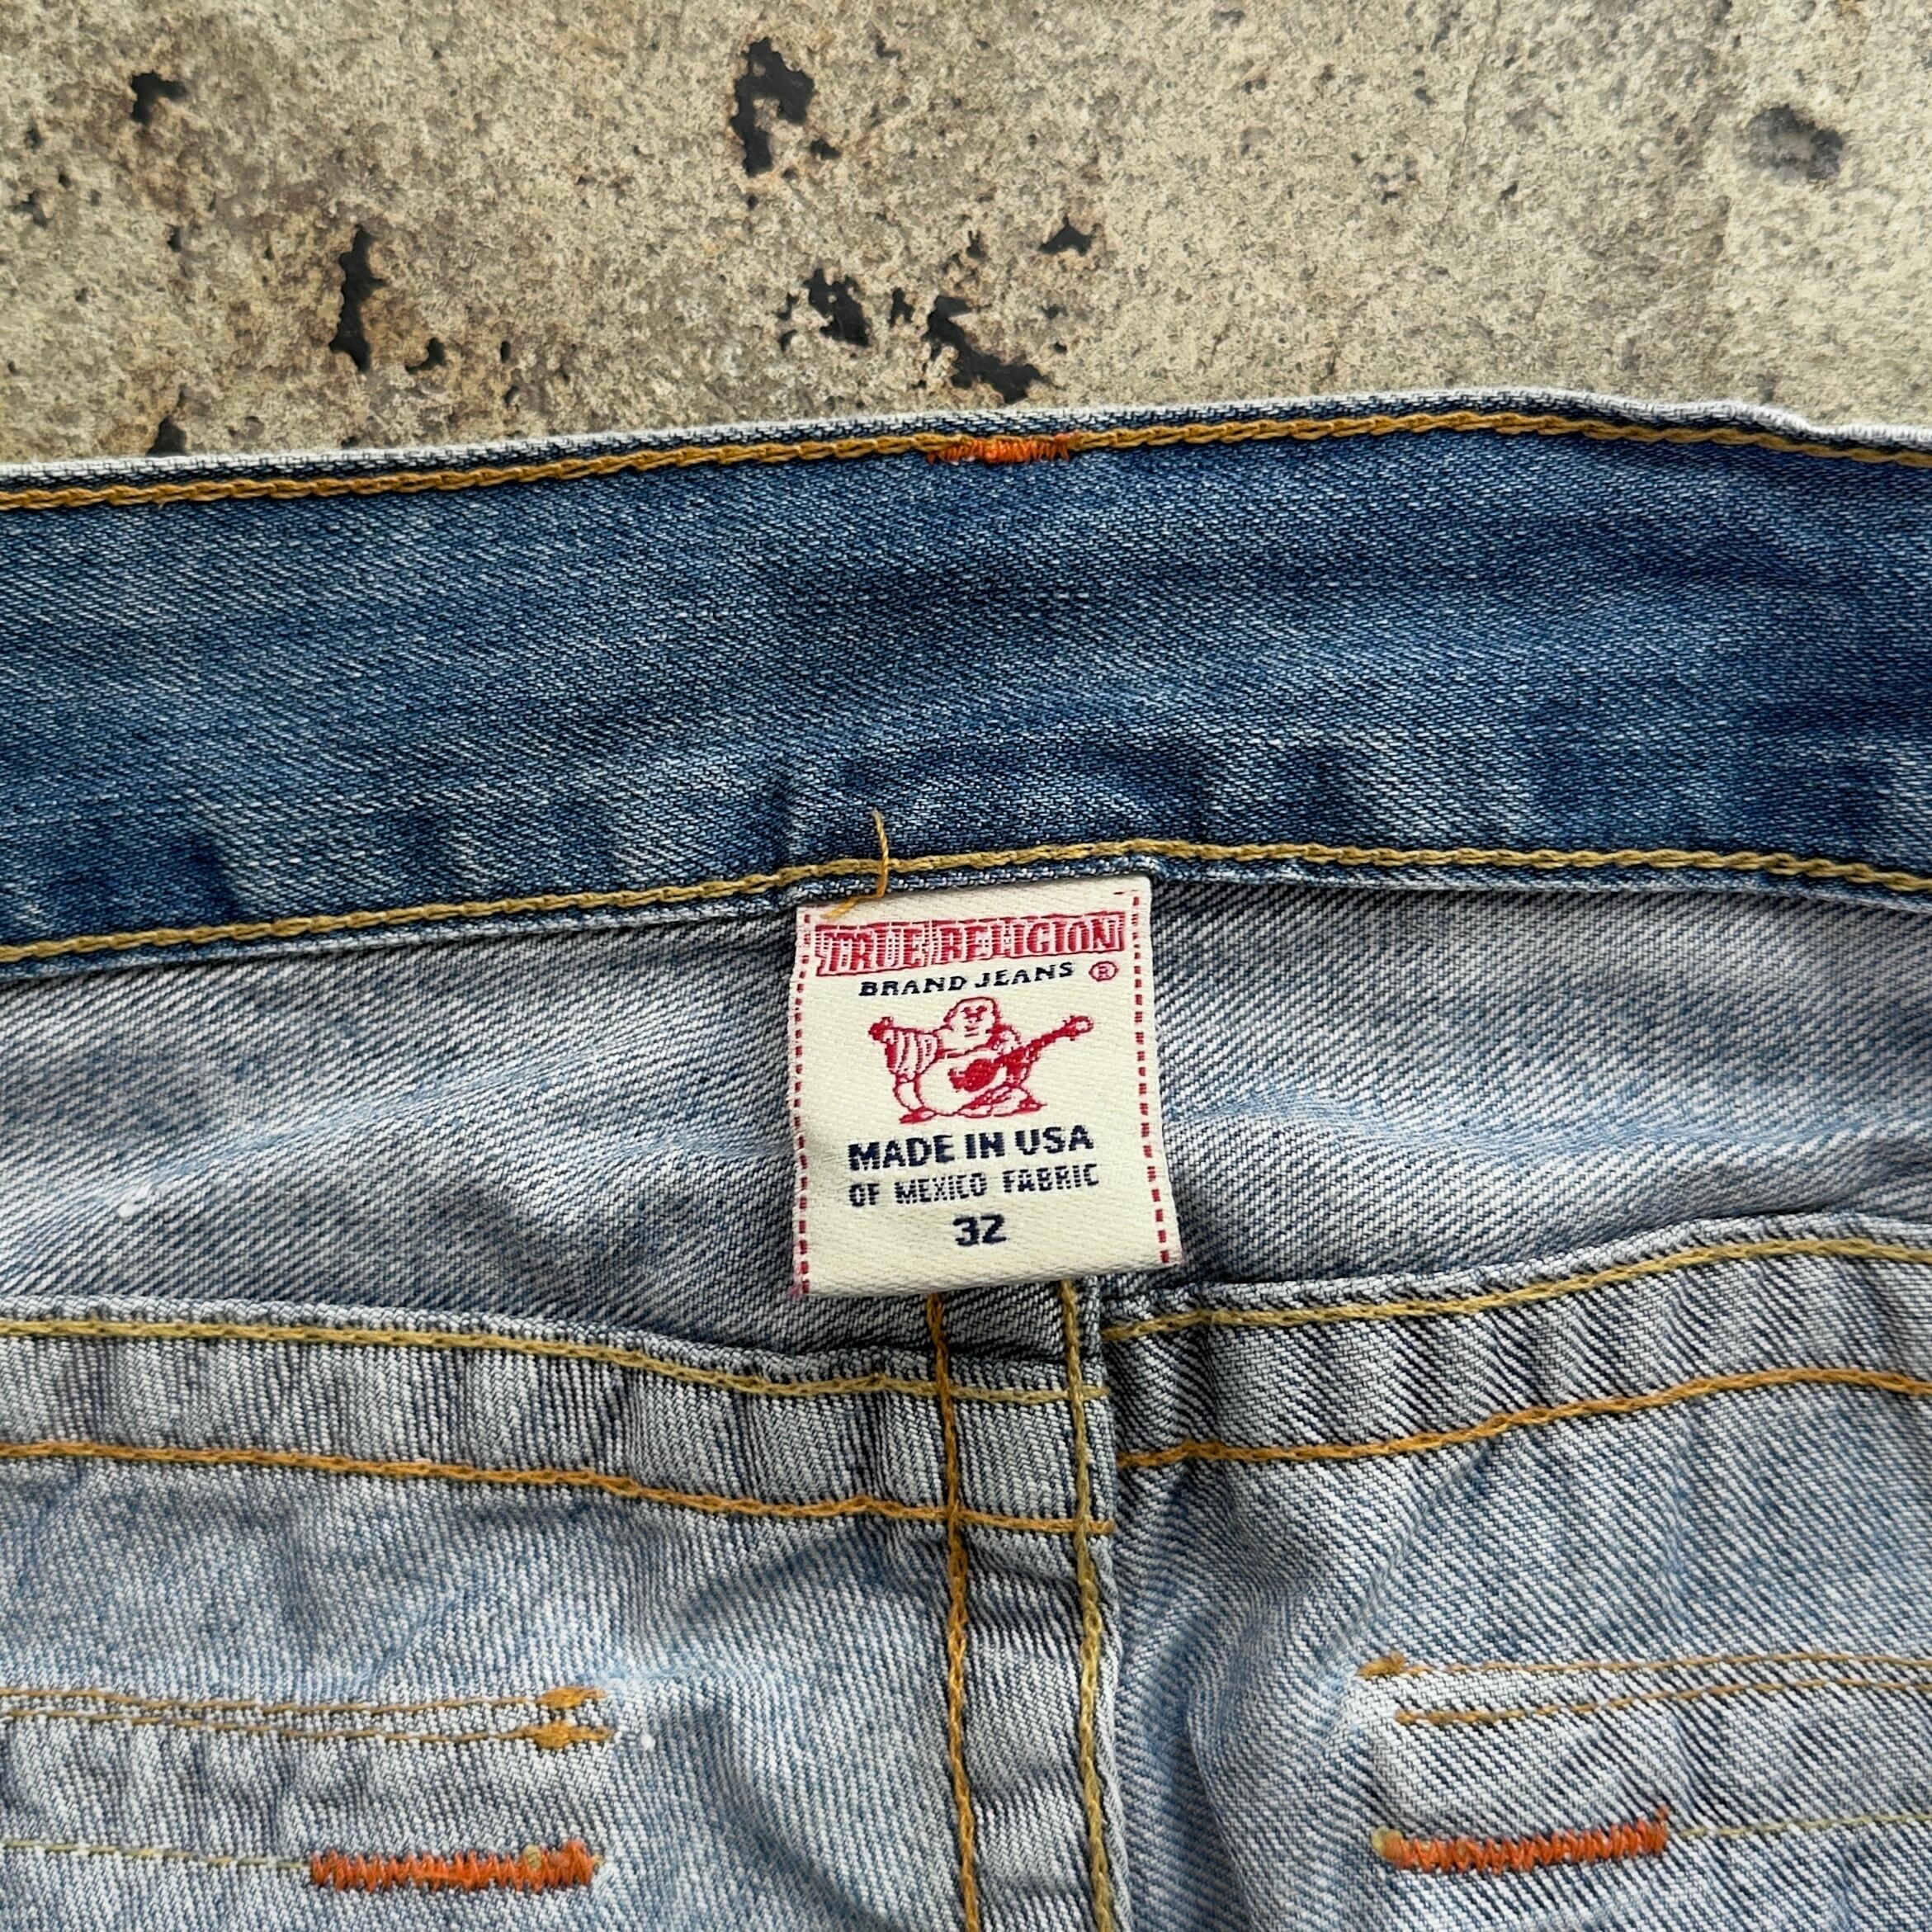 TRUE RELIGION
BRAND JEANS ®
MADE IN USA
OF MEXICO FABRIC
32